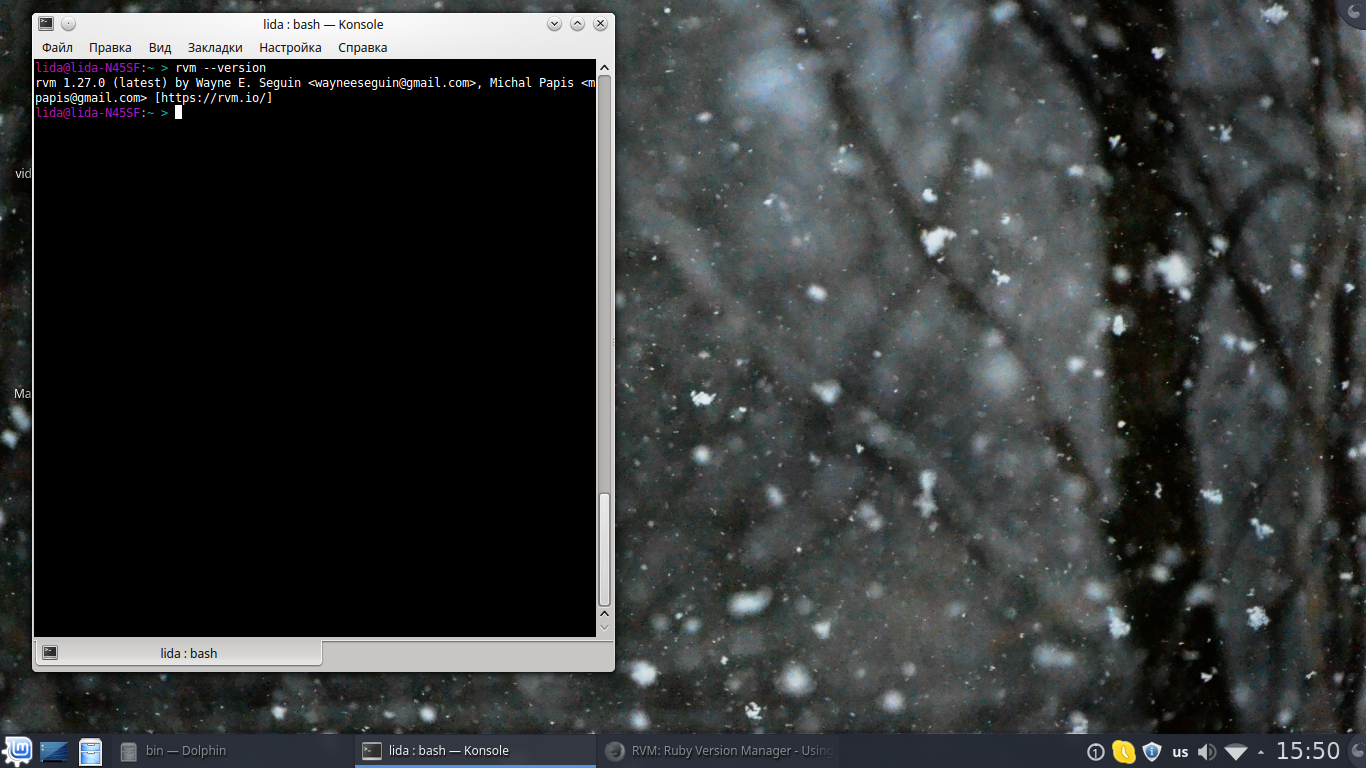 lida : bash — Konsole
Файл Правка Вид Закладки Настройка Справка
lida@lida-N45SF:~ > rvm --version
rvm 1.27.0 (latest) by Wayne E. Seguin <wayneeseguin@gmail.com>, Michal Papis <m
papis@gmail.com> [https://rvm.io/]
lida@lida-N45SF:~ >
vid
Ma
lida : bash
bin — Dolphin
lida : bash — Konsole
RVM: Ruby Version Manager - Using
1
us
15:50